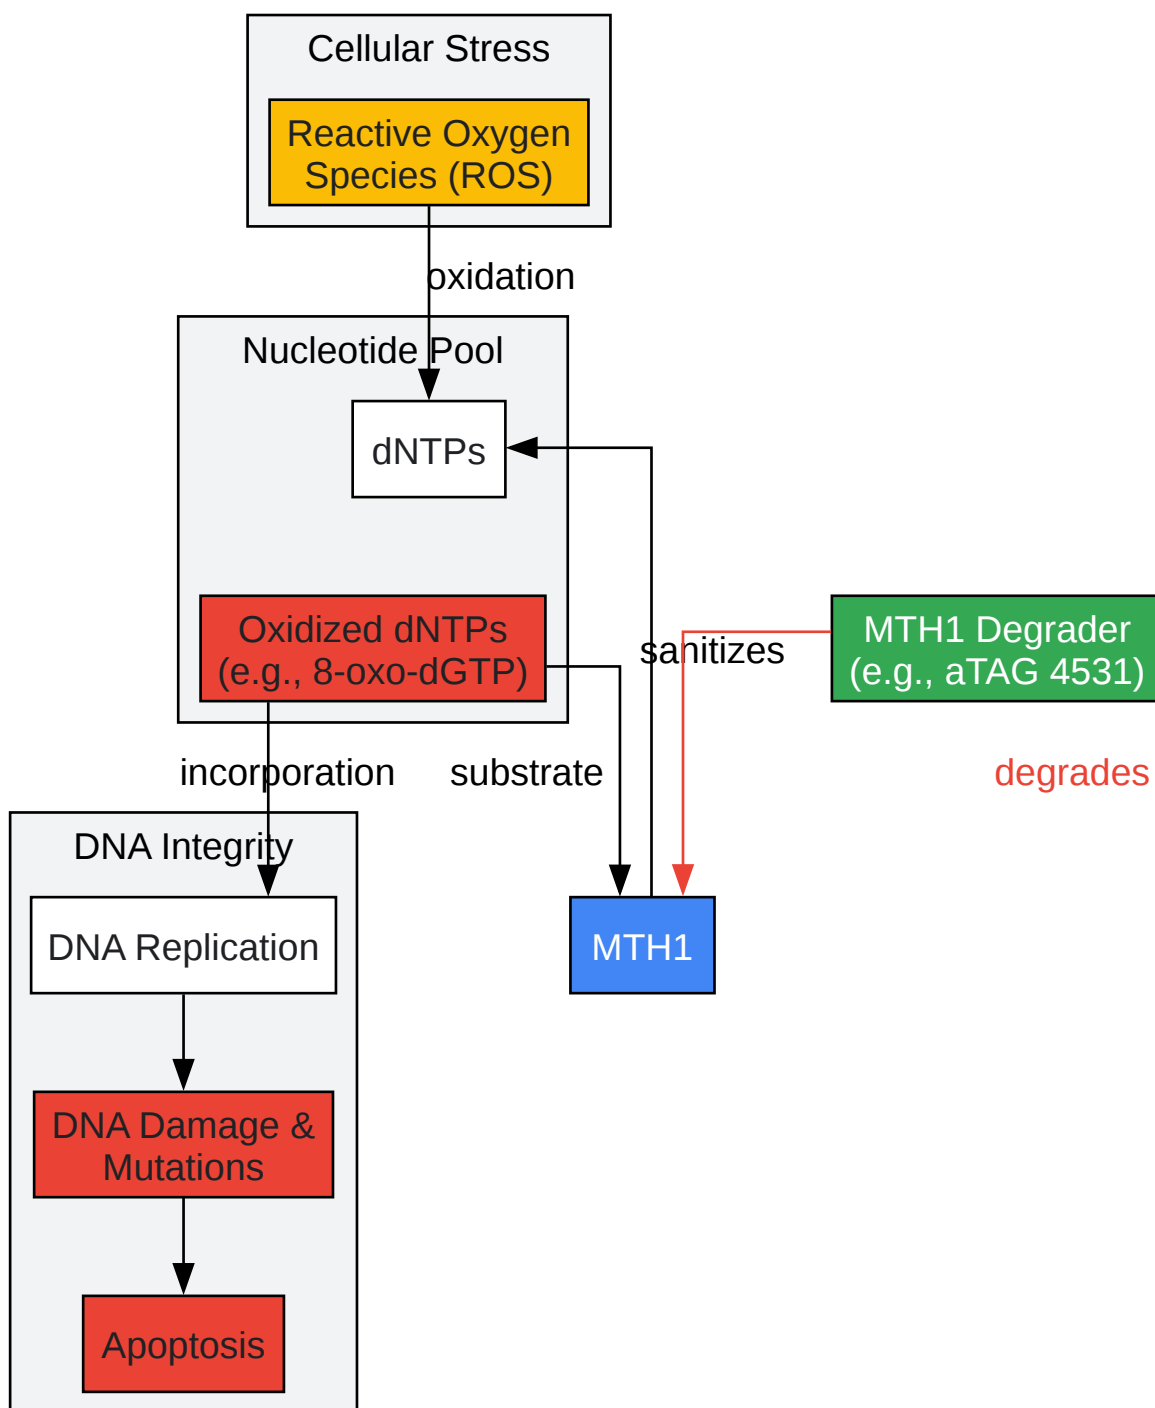 Cellular Stress
Reactive Oxygen
Species (ROS)
oxidation
Nucleotide Pool
dNTPs
Oxidized dNTPs
(e.g., 8-oxo-dGTP)
sanitizes
MTH1 Degrader
(e.g., aTAG 4531)
incorporation
substrate
degrades
DNA Integrity
DNA Replication
MTH1
DNA Damage &
Mutations
Apoptosis